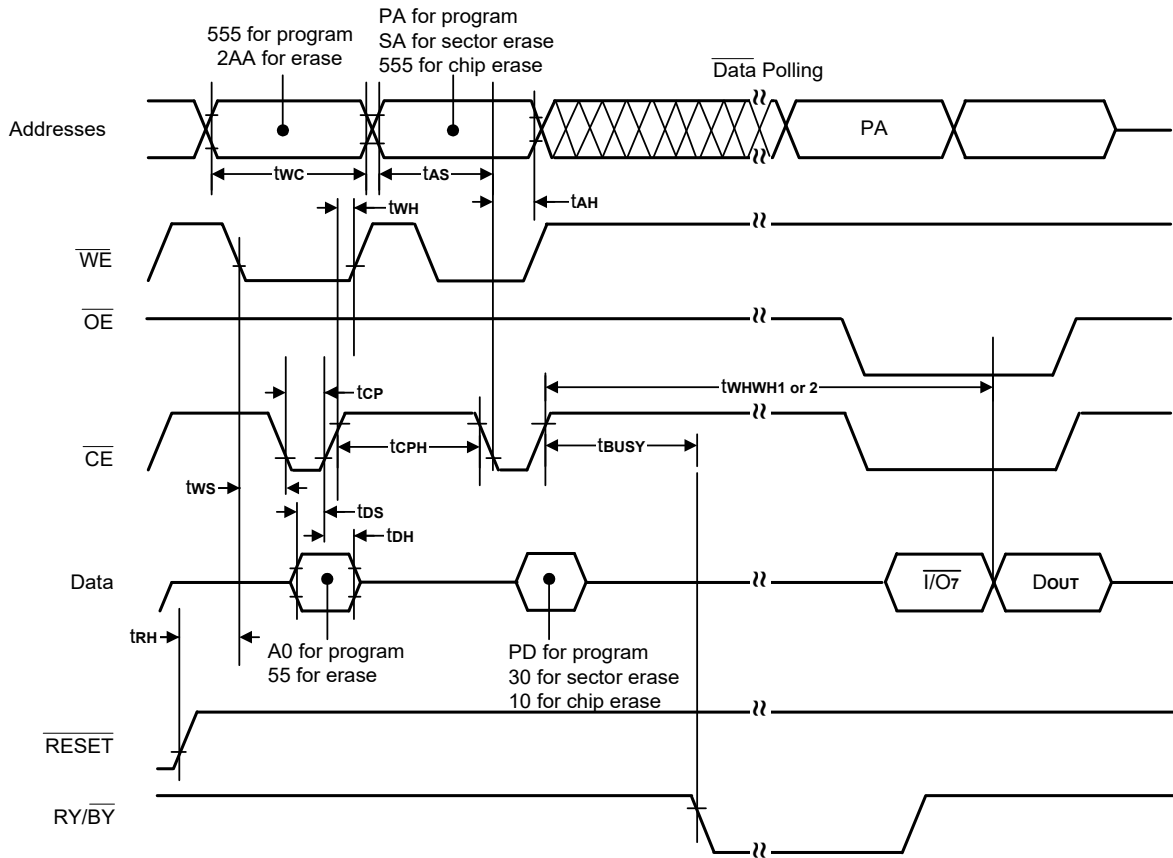 555 for program
2AA for erase
PA for program
SA for sector erase
555 for chip erase
Data Polling
Addresses
PA
tWC
tAS
tWH
tAH
WE
OE
tCP
tWHWH1 or 2
CE
tCPH
tBUSY
tWS
tDS
tDH
Data
I/O7
DOUT
tRH
A0 for program
55 for erase
PD for program
30 for sector erase
10 for chip erase
RESET
RY/BY